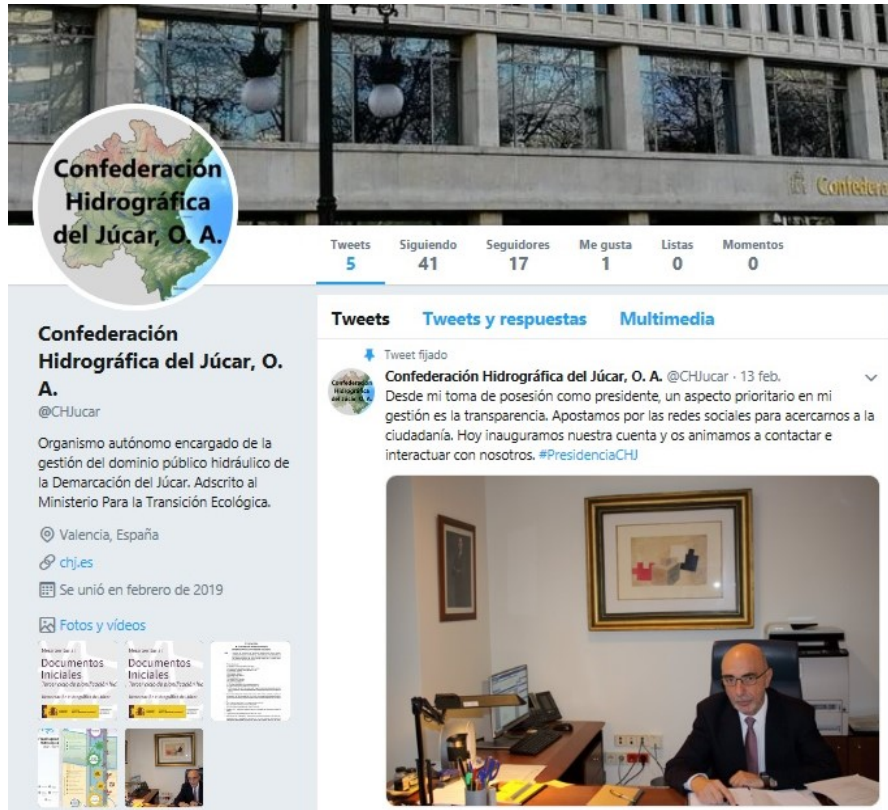 Confedera
Confederación
Hidrográfica
del Júcar, O. A.
Tweets Siguiendo Seguidores Me gusta Listas Momentos
5 41 17 1 0 0
Confederación
Hidrográfica del Júcar, O.
A.
@CHJucar
Organismo autónomo encargado de la
gestión del dominio público hidráulico de
la Demarcación del Júcar. Adscrito al
Ministerio Para la Transición Ecológica.
Valencia, España
chj.es
Se unió en febrero de 2019
Fotos y vídeos
Documentos
Iniciales
Documentos
Iniciales
Tweets Tweets y respuestas Multimedia
Tweet fijado
Confederación Hidrográfica del Júcar, O. A. @CHJucar · 13 feb.
Desde mi toma de posesión como presidente, un aspecto prioritario en mi
gestión es la transparencia. Apostamos por las redes sociales para acercarnos a la
ciudadanía. Hoy inauguramos nuestra cuenta y os animamos a contactar e
interactuar con nosotros. #PresidenciaCHJ